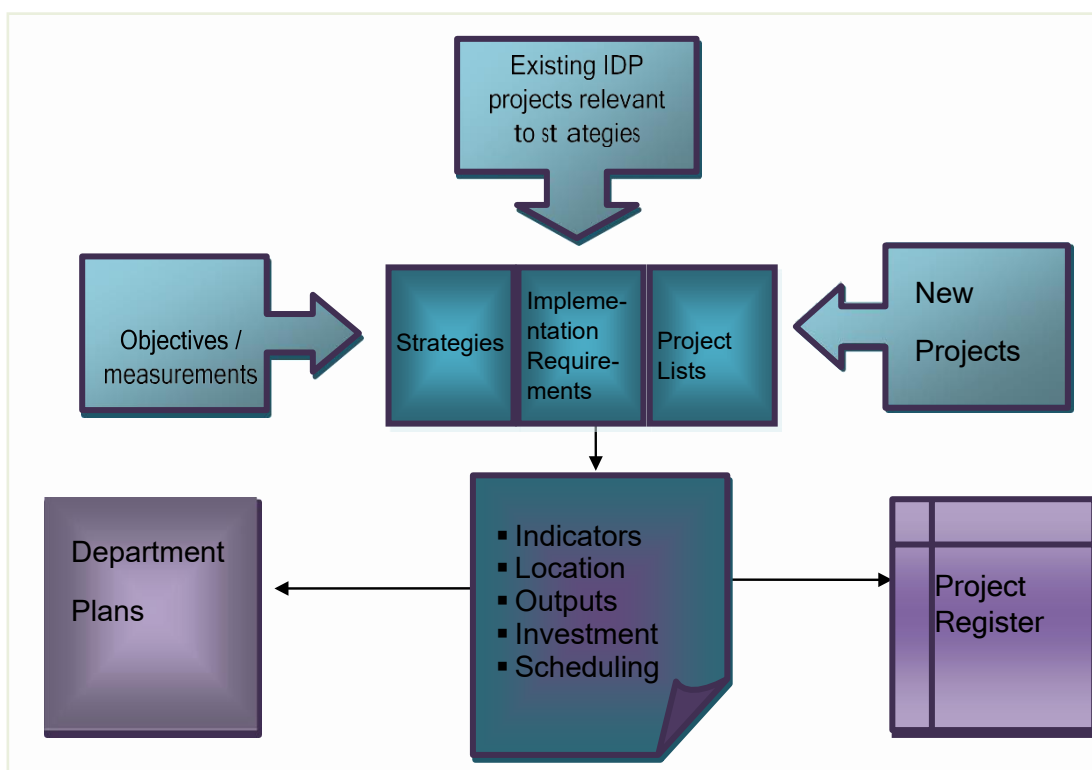 Existing IDP
projects relevant
to st ategies
Objectives /
measurements
Strategies
Impleme-
ntation
Require-
ments
Project
Lists
New
Projects
Department
Plans
▪ Indicators
▪ Location
▪ Outputs
▪ Investment
▪ Scheduling
Project
Register